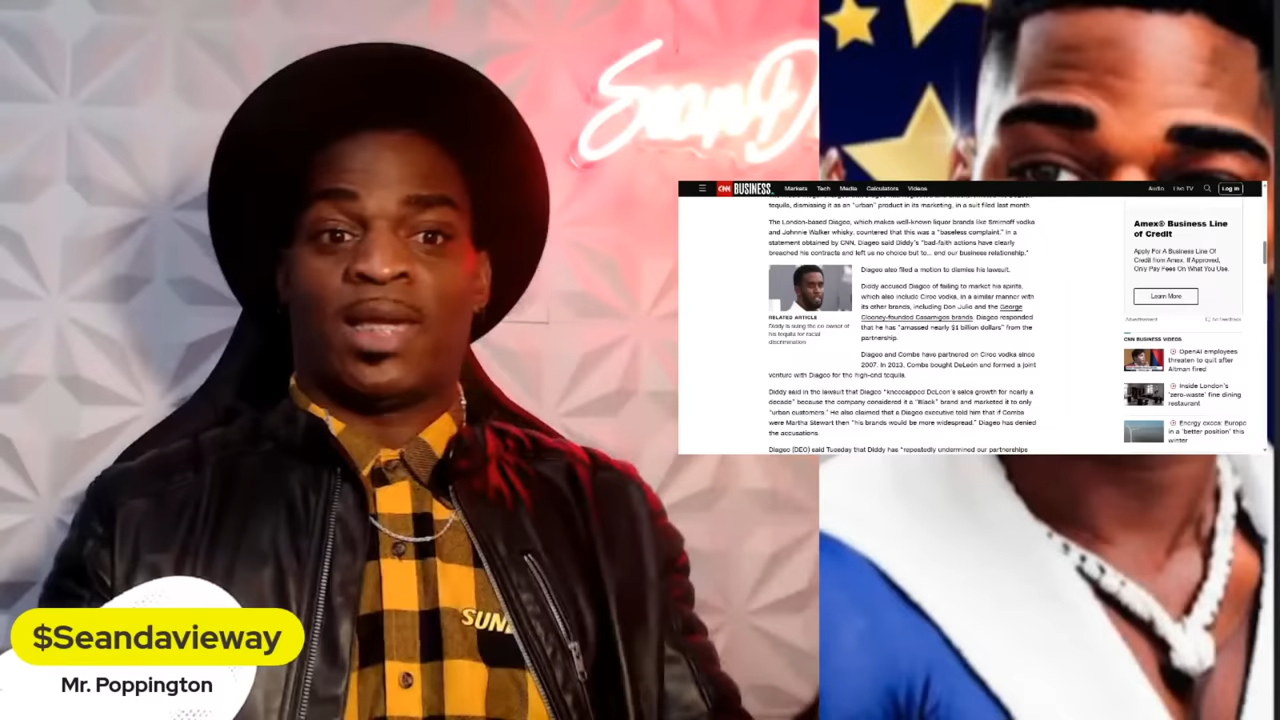 SeanD
CNN BUSINESS
Markets Tech Media Calculators Videos
Audio Live TV Log In
tequila, dismissing it as an "urban" product in its marketing, in a suit filed last month.
The London-based Diageo, which makes well-known liquor brands like Smirnoff vodka
and Johnnie Walker whisky, countered that this was a "baseless complaint." In a
statement obtained by CNN, Diageo said Diddy's "bad-faith actions have clearly
breached his contracts and left us no choice but to... end our business relationship."
Diageo also filed a motion to dismiss his lawsuit.
Diddy accused Diageo of failing to market his spirits,
which also include Ciroc vodka, in a similar manner with
its other brands, including Don Julio and the George
Clooney-founded Casamigos brands. Diageo responded
that he has "amassed nearly $1 billion dollars" from the
partnership.
RELATED ARTICLE
Diddy is suing the co-owner of
his tequila for racial
discrimination
Diageo and Combs have partnered on Ciroc vodka since
2007. In 2013, Combs bought DeLeón and formed a joint
venture with Diageo for the high-end tequila.
Diddy said in the lawsuit that Diageo "kneecapped DeLeon's sales growth for nearly a
decade" because the company considered it a "Black" brand and marketed it to only
"urban customers." He also claimed that a Diageo executive told him that if Combs
were Martha Stewart then "his brands would be more widespread." Diageo has denied
the accusations.
Diageo (DEO) said Tuesday that Diddy has "repeatedly undermined our partnerships
Amex® Business Line
of Credit
Apply For A Business Line Of
Credit from Amex. If Approved,
Only Pay Fees On What You Use.
Learn More
Advertisement
Ad Feedback
CNN BUSINESS VIDEOS
OpenAI employees
threaten to quit after
Altman fired
Inside London's
'zero-waste' fine dining
restaurant
Energy crisis: Europe
in a 'better position' this
winter
SUN
$Seandavieway
Mr. Poppington